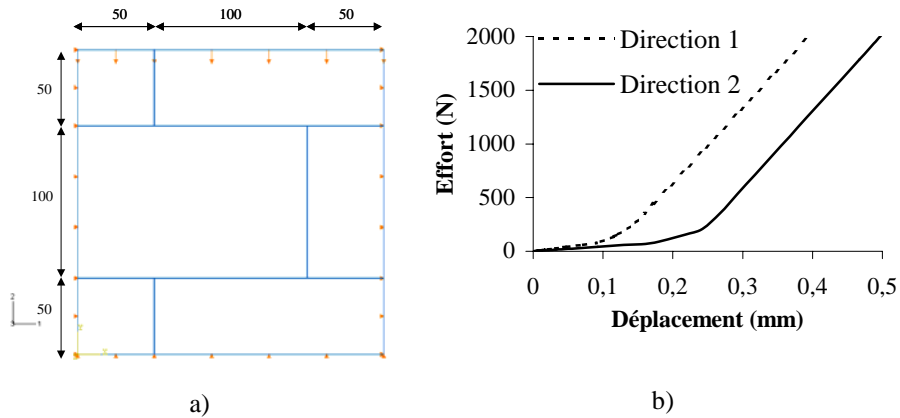 50 100 50
50
100
50
2
3 1
Y
X
a)
Effort (N)
2000
1500
1000
500
0
Direction 1
Direction 2
0 0,1 0,2 0,3 0,4 0,5
Déplacement (mm)
b)